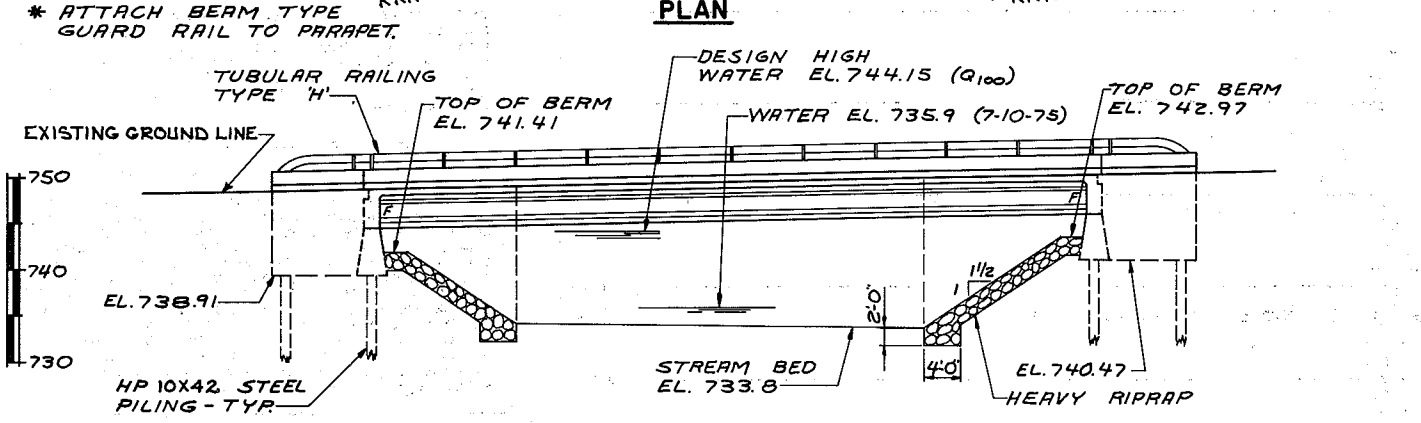 * ATTACH BEAM TYPE
GUARD RAIL TO PARAPET.
PLAN
DESIGN HIGH
WATER EL. 744.15 (Q100)
TUBULAR RAILING
TYPE 'H'
TOP OF BERM
EL. 741.41
WATER EL. 735.9 (7-10-75)
TOP OF BERM
EL. 742.97
EXISTING GROUND LINE
750
F
F
740
1 1/2
1
EL. 738.91
2'-0"
730
STREAM BED
EL. 733.8
4'-0"
EL. 740.47
HP 10X42 STEEL
PILING - TYP.
HEAVY RIPRAP